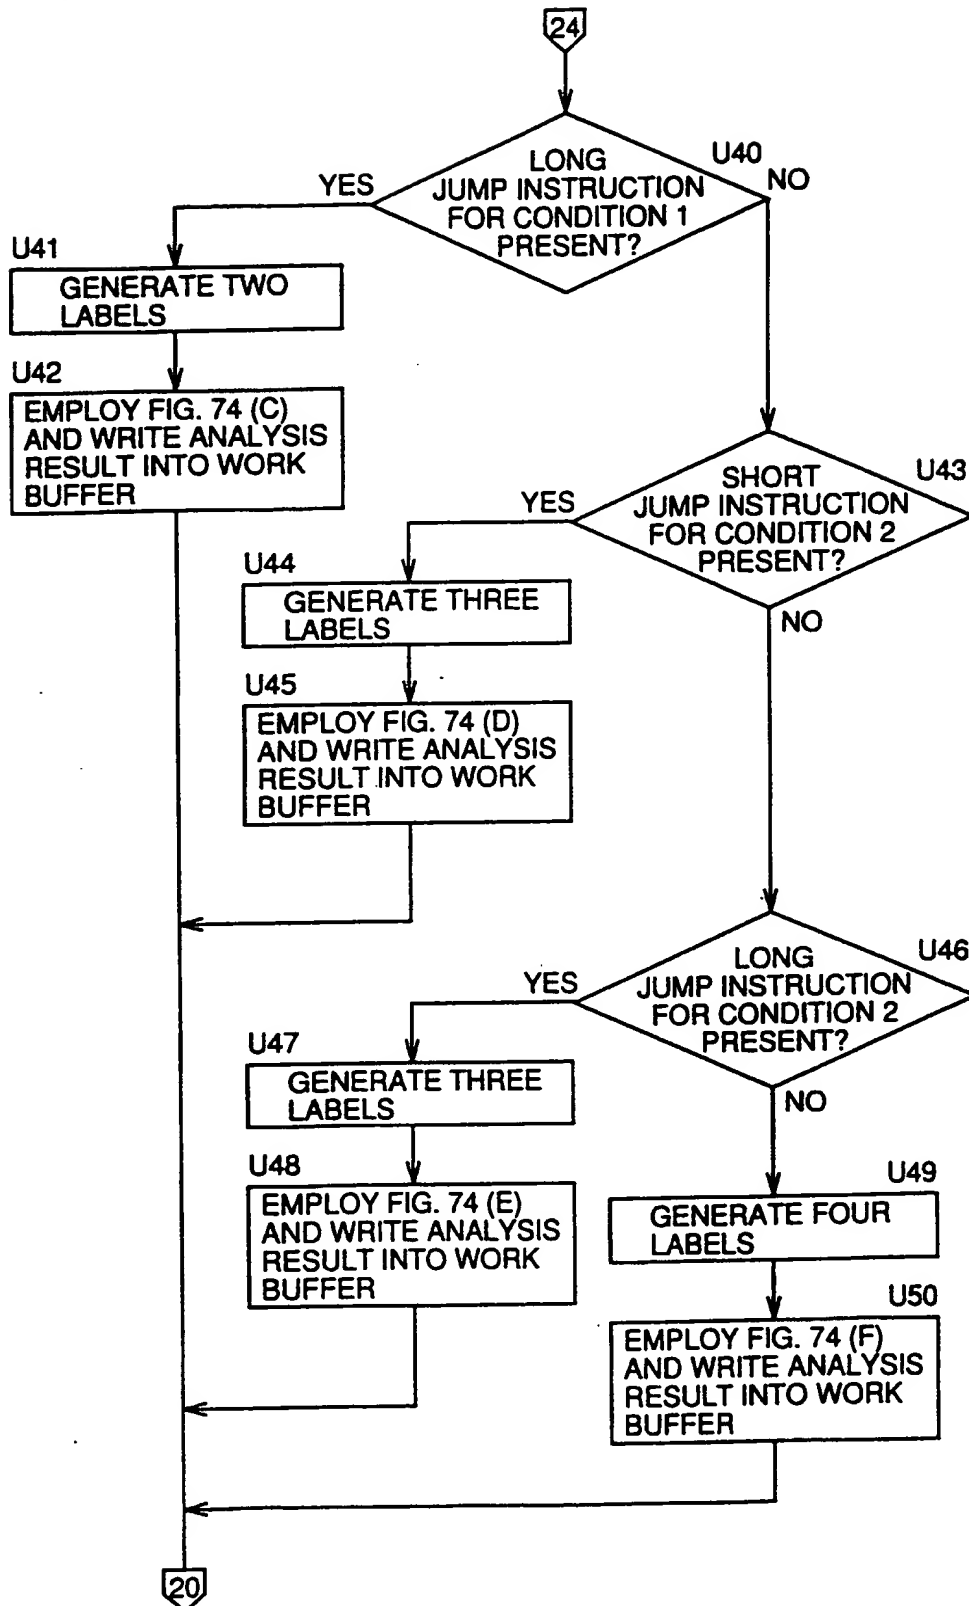 24
U40
LONG
JUMP INSTRUCTION
FOR CONDITION 1
PRESENT?
YES
NO
U41
GENERATE TWO
LABELS
U42
EMPLOY FIG. 74 (C)
AND WRITE ANALYSIS
RESULT INTO WORK
BUFFER
U43
SHORT
JUMP INSTRUCTION
FOR CONDITION 2
PRESENT?
YES
NO
U44
GENERATE THREE
LABELS
U45
EMPLOY FIG. 74 (D)
AND WRITE ANALYSIS
RESULT INTO WORK
BUFFER
U46
LONG
JUMP INSTRUCTION
FOR CONDITION 2
PRESENT?
YES
NO
U47
GENERATE THREE
LABELS
U48
EMPLOY FIG. 74 (E)
AND WRITE ANALYSIS
RESULT INTO WORK
BUFFER
U49
GENERATE FOUR
LABELS
U50
EMPLOY FIG. 74 (F)
AND WRITE ANALYSIS
RESULT INTO WORK
BUFFER
20